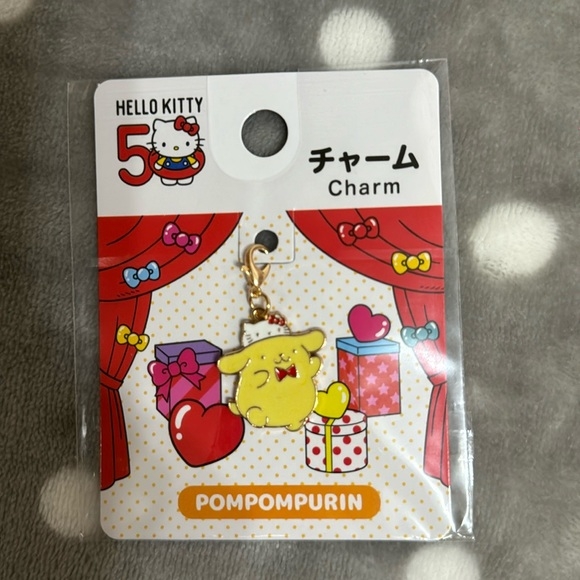 HELLO KITTY
50
チャーム
Charm
POMPOMPURIN